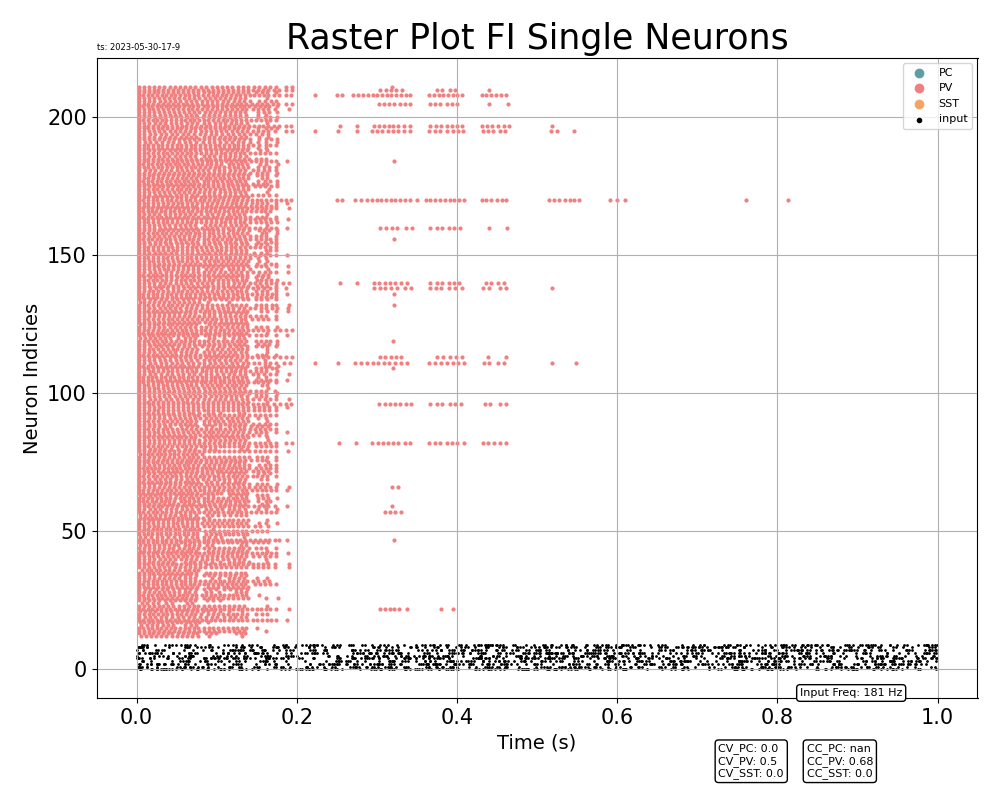 Raster Plot FI Single Neurons
ts: 2023-05-30-17-9
PC
PV
SST
input
200
150
100
50
0
Neuron Indicies
Input Freq: 181 Hz
0.0 0.2 0.4 0.6 0.8 1.0
Time (s)
CV_PC: 0.0
CV_PV: 0.5
CV_SST: 0.0
CC_PC: nan
CC_PV: 0.68
CC_SST: 0.0